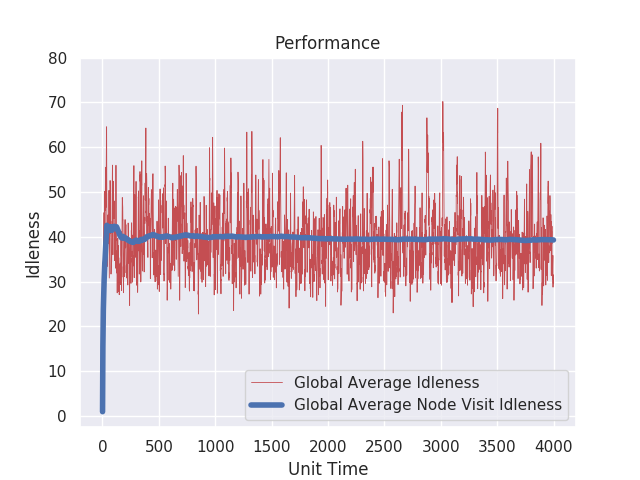 Performance
80
70
60
50
40
30
20
10
0
Idleness
Global Average Idleness
Global Average Node Visit Idleness
0 500 1000 1500 2000 2500 3000 3500 4000
Unit Time